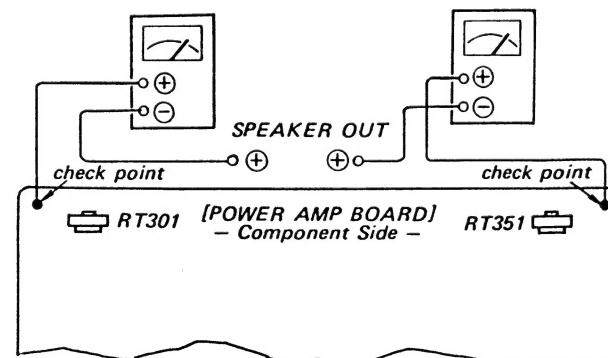 ⊕
⊖
⊕
⊖
SPEAKER OUT
⊕
⊕
check point
check point
RT301
[POWER AMP BOARD]
– Component Side –
RT351